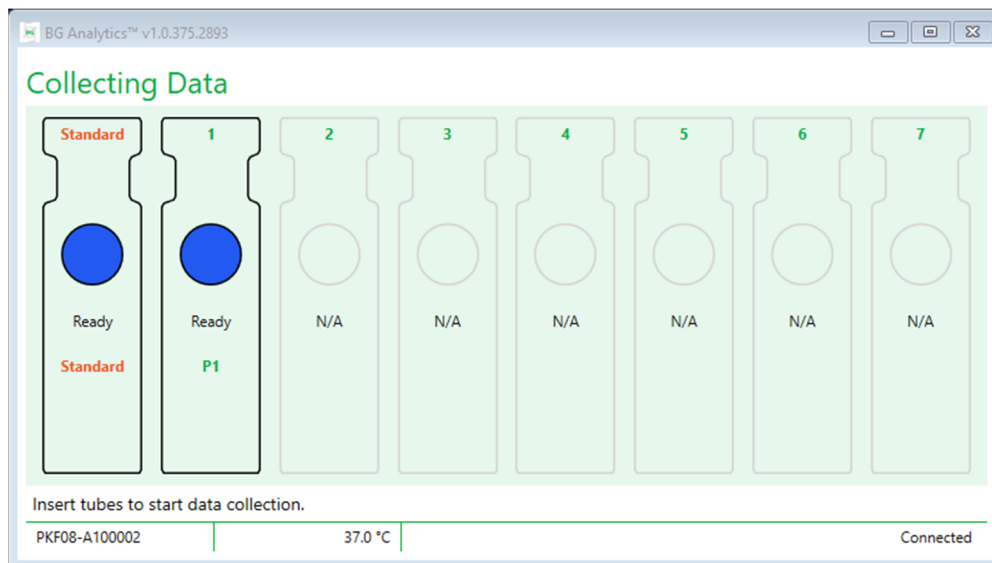 BG Analytics™ v1.0.375.2893
Collecting Data
Standard 1 2 3 4 5 6 7
Ready Ready N/A N/A N/A N/A N/A N/A
Standard P1
Insert tubes to start data collection.
PKF08-A100002 37.0 °C Connected